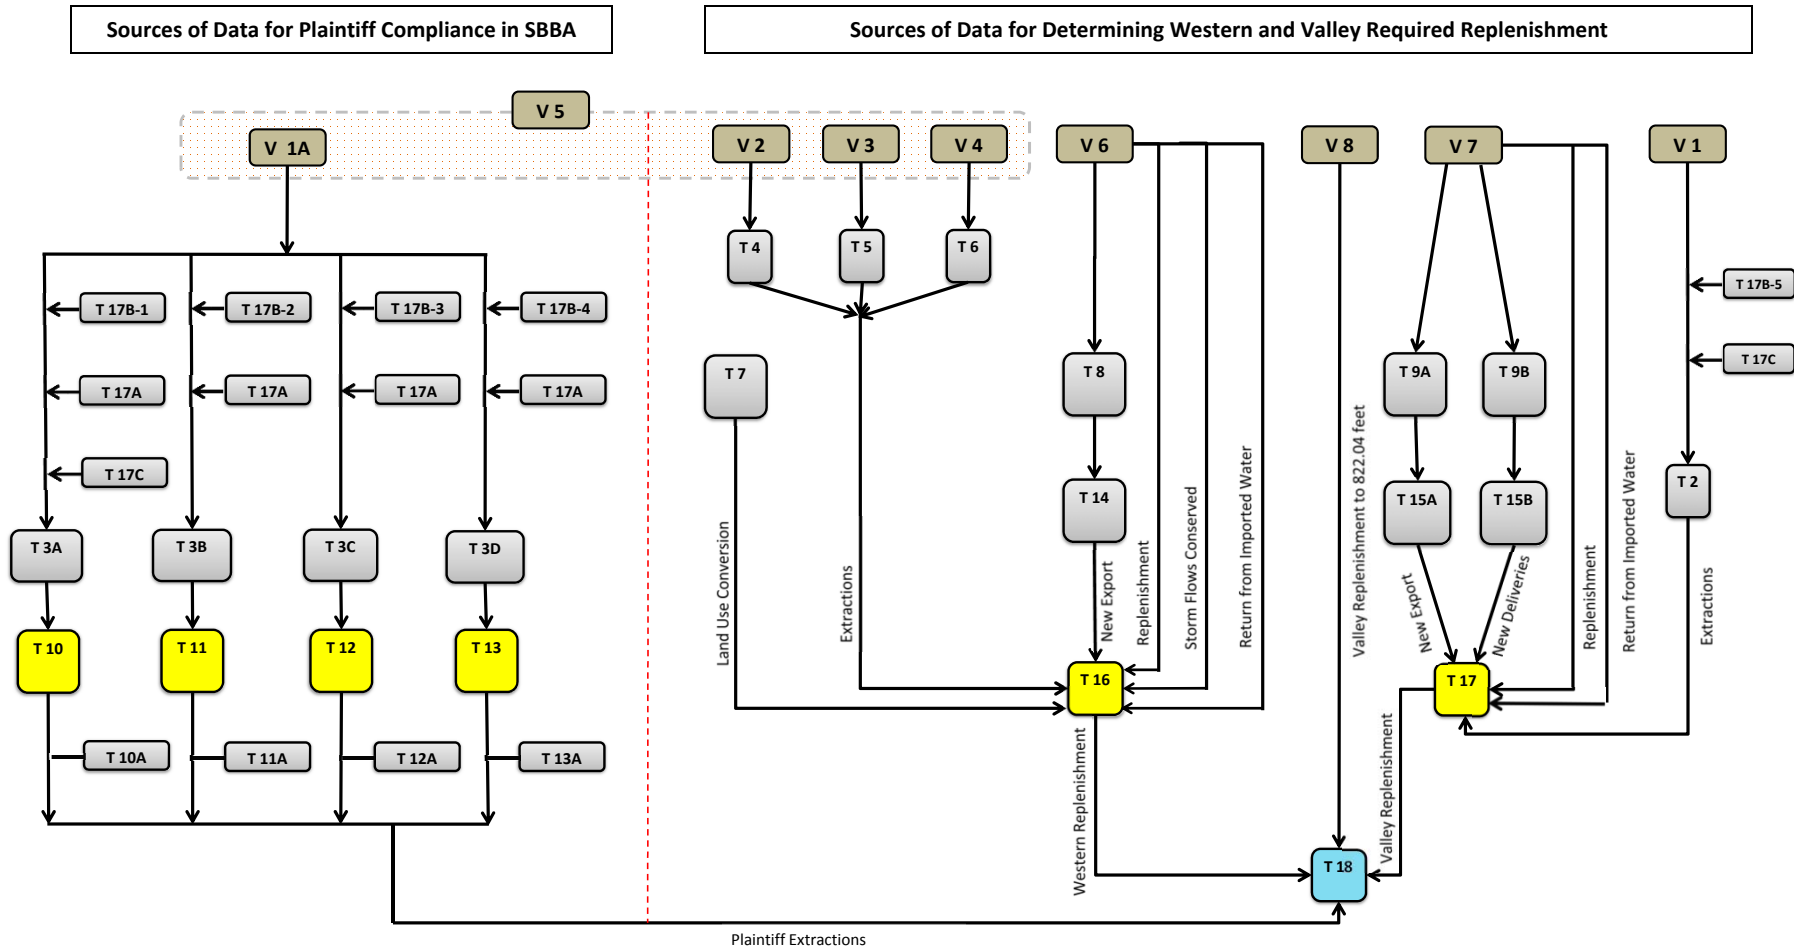 Sources of Data for Plaintiff Compliance in SBBA
Sources of Data for Determining Western and Valley Required Replenishment
V 5
V 1A
V 2
V 3
V 4
V 6
V 8
V 7
V 1
T 4
T 5
T 6
T 17B-1
T 17B-2
T 17B-3
T 17B-4
T 17B-5
T 17A
T 17A
T 17A
T 17A
T 17C
T 7
T 8
T 9A
T 9B
T 17C
T 14
T 15A
T 15B
T 2
T 3A
T 3B
T 3C
T 3D
Land Use Conversion
Extractions
New Export
Replenishment
Storm Flows Conserved
Return from Imported Water
Valley Replenishment to 822.04 feet
New Export
New Deliveries
Replenishment
Return from Imported Water
Extractions
T 10
T 11
T 12
T 13
T 16
T 17
T 10A
T 11A
T 12A
T 13A
Western Replenishment
Valley Replenishment
T 18
Plaintiff Extractions